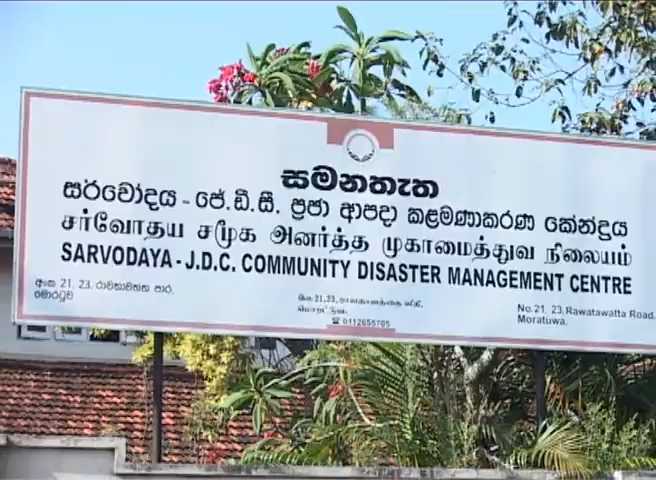 සමනතැත
සර්වෝදය - ජේ.ඩී.සී. ප්‍රජා ආපදා කළමණාකරණ කේන්ද්‍රය
சர்வோதய சமூக அனர்த்த முகாமைத்துவ நிலையம்
SARVODAYA - J.D.C. COMMUNITY DISASTER MANAGEMENT CENTRE
අංක 21, 23, රාවතාවත්ත පාර,
මොරටුව
இல 21, 23, ராவதாவத்தை வீதி,
மொரட்டுவ.
☎ 0112655705
No. 21, 23, Rawatawatta Road,
Moratuwa.